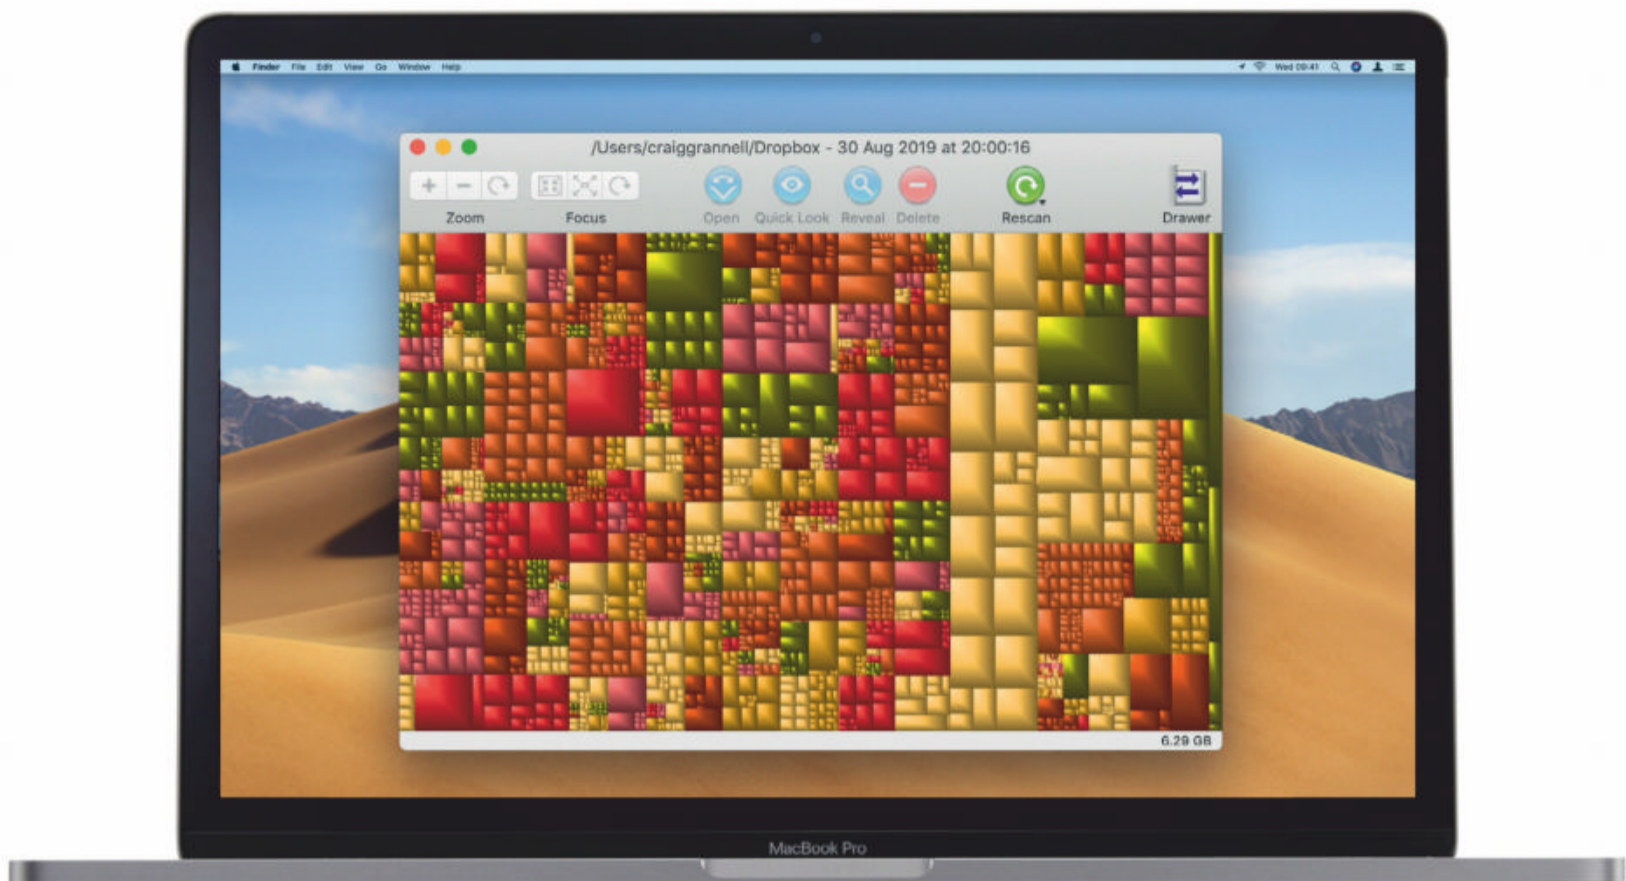 Finder File Edit View Go Window Help
Wed 09:41
/Users/craiggrannell/Dropbox - 30 Aug 2019 at 20:00:16
Zoom Focus Open Quick Look Reveal Delete Rescan Drawer
6.29 GB
MacBook Pro